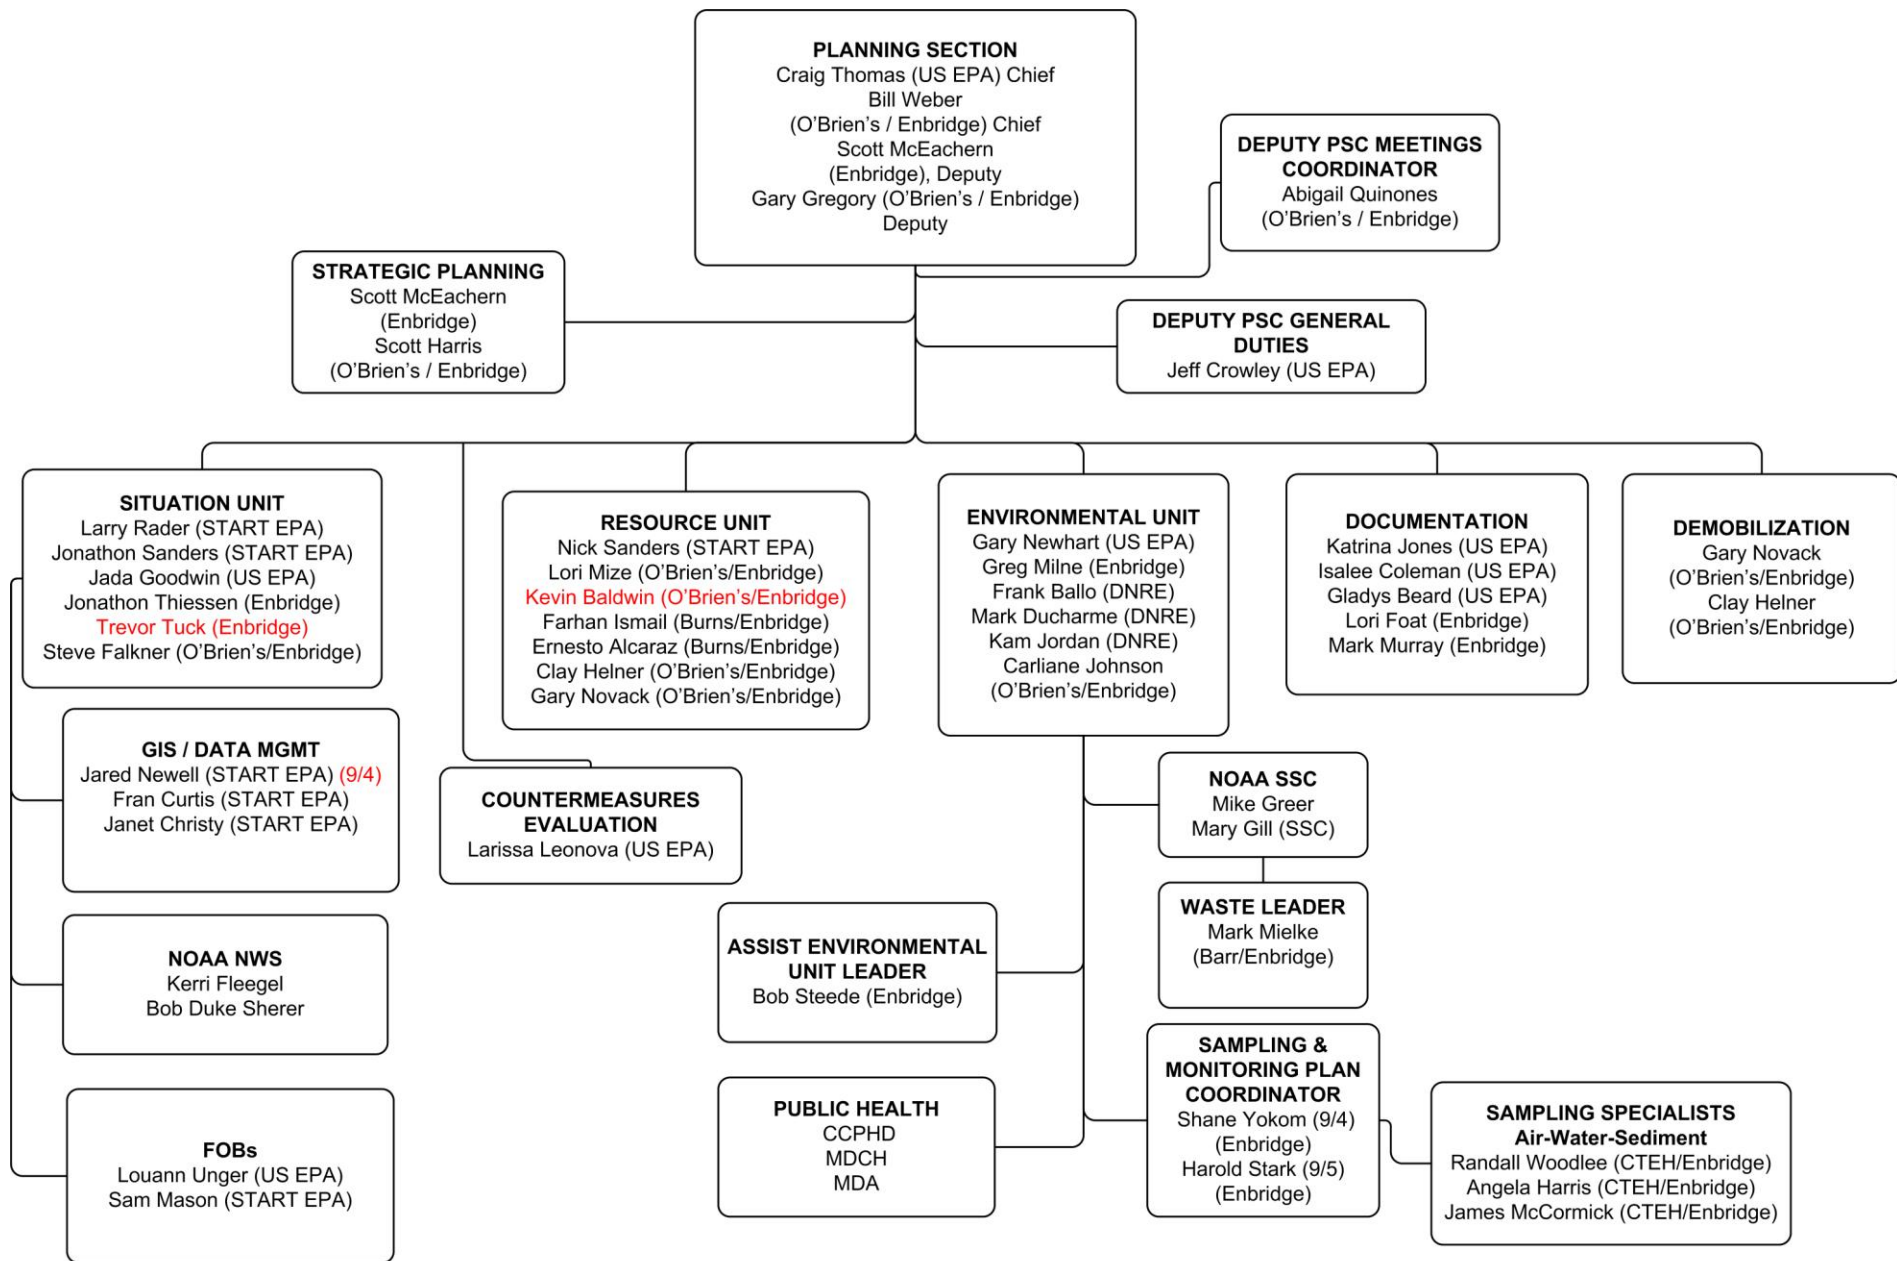 PLANNING SECTION
Craig Thomas (US EPA) Chief
Bill Weber
(O'Brien's / Enbridge) Chief
Scott McEachern
(Enbridge), Deputy
Gary Gregory (O'Brien's / Enbridge)
Deputy
DEPUTY PSC MEETINGS
COORDINATOR
Abigail Quinones
(O'Brien's / Enbridge)
STRATEGIC PLANNING
Scott McEachern
(Enbridge)
Scott Harris
(O'Brien's / Enbridge)
DEPUTY PSC GENERAL
DUTIES
Jeff Crowley (US EPA)
SITUATION UNIT
Larry Rader (START EPA)
Jonathon Sanders (START EPA)
Jada Goodwin (US EPA)
Jonathon Thiessen (Enbridge)
Trevor Tuck (Enbridge)
Steve Falkner (O'Brien's/Enbridge)
RESOURCE UNIT
Nick Sanders (START EPA)
Lori Mize (O'Brien's/Enbridge)
Kevin Baldwin (O'Brien's/Enbridge)
Farhan Ismail (Burns/Enbridge)
Ernesto Alcaraz (Burns/Enbridge)
Clay Helner (O'Brien's/Enbridge)
Gary Novack (O'Brien's/Enbridge)
ENVIRONMENTAL UNIT
Gary Newhart (US EPA)
Greg Milne (Enbridge)
Frank Ballo (DNRE)
Mark Ducharme (DNRE)
Kam Jordan (DNRE)
Carliane Johnson
(O'Brien's/Enbridge)
DOCUMENTATION
Katrina Jones (US EPA)
Isalee Coleman (US EPA)
Gladys Beard (US EPA)
Lori Foat (Enbridge)
Mark Murray (Enbridge)
DEMOBILIZATION
Gary Novack
(O'Brien's/Enbridge)
Clay Helner
(O'Brien's/Enbridge)
GIS / DATA MGMT
Jared Newell (START EPA) (9/4)
Fran Curtis (START EPA)
Janet Christy (START EPA)
COUNTERMEASURES
EVALUATION
Larissa Leonova (US EPA)
NOAA SSC
Mike Greer
Mary Gill (SSC)
WASTE LEADER
Mark Mielke
(Barr/Enbridge)
NOAA NWS
Kerri Fleegel
Bob Duke Sherer
ASSIST ENVIRONMENTAL
UNIT LEADER
Bob Steede (Enbridge)
SAMPLING &
MONITORING PLAN
COORDINATOR
Shane Yokom (9/4)
(Enbridge)
Harold Stark (9/5)
(Enbridge)
FOBs
Louann Unger (US EPA)
Sam Mason (START EPA)
PUBLIC HEALTH
CCPHD
MDCH
MDA
SAMPLING SPECIALISTS
Air-Water-Sediment
Randall Woodlee (CTEH/Enbridge)
Angela Harris (CTEH/Enbridge)
James McCormick (CTEH/Enbridge)